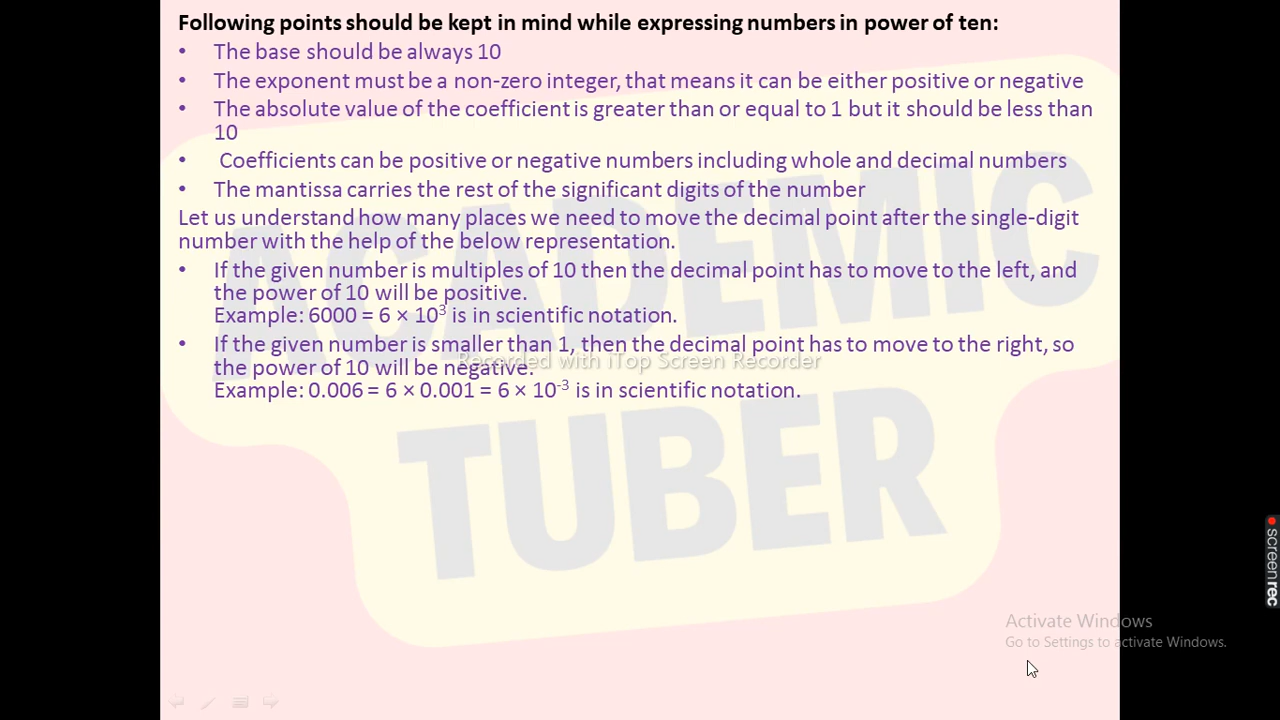 Following points should be kept in mind while expressing numbers in power of ten:
• The base should be always 10
• The exponent must be a non-zero integer, that means it can be either positive or negative
• The absolute value of the coefficient is greater than or equal to 1 but it should be less than
10
• Coefficients can be positive or negative numbers including whole and decimal numbers
• The mantissa carries the rest of the significant digits of the number
Let us understand how many places we need to move the decimal point after the single-digit
number with the help of the below representation.
• If the given number is multiples of 10 then the decimal point has to move to the left, and
the power of 10 will be positive.
Example: 6000 = 6 × 10³ is in scientific notation.
• If the given number is smaller than 1, then the decimal point has to move to the right, so
the power of 10 will be negative.
Example: 0.006 = 6 × 0.001 = 6 × 10⁻³ is in scientific notation.
Recorded with iTop Screen Recorder
ACADEMIC
TUBER
screenrec
Activate Windows
Go to Settings to activate Windows.